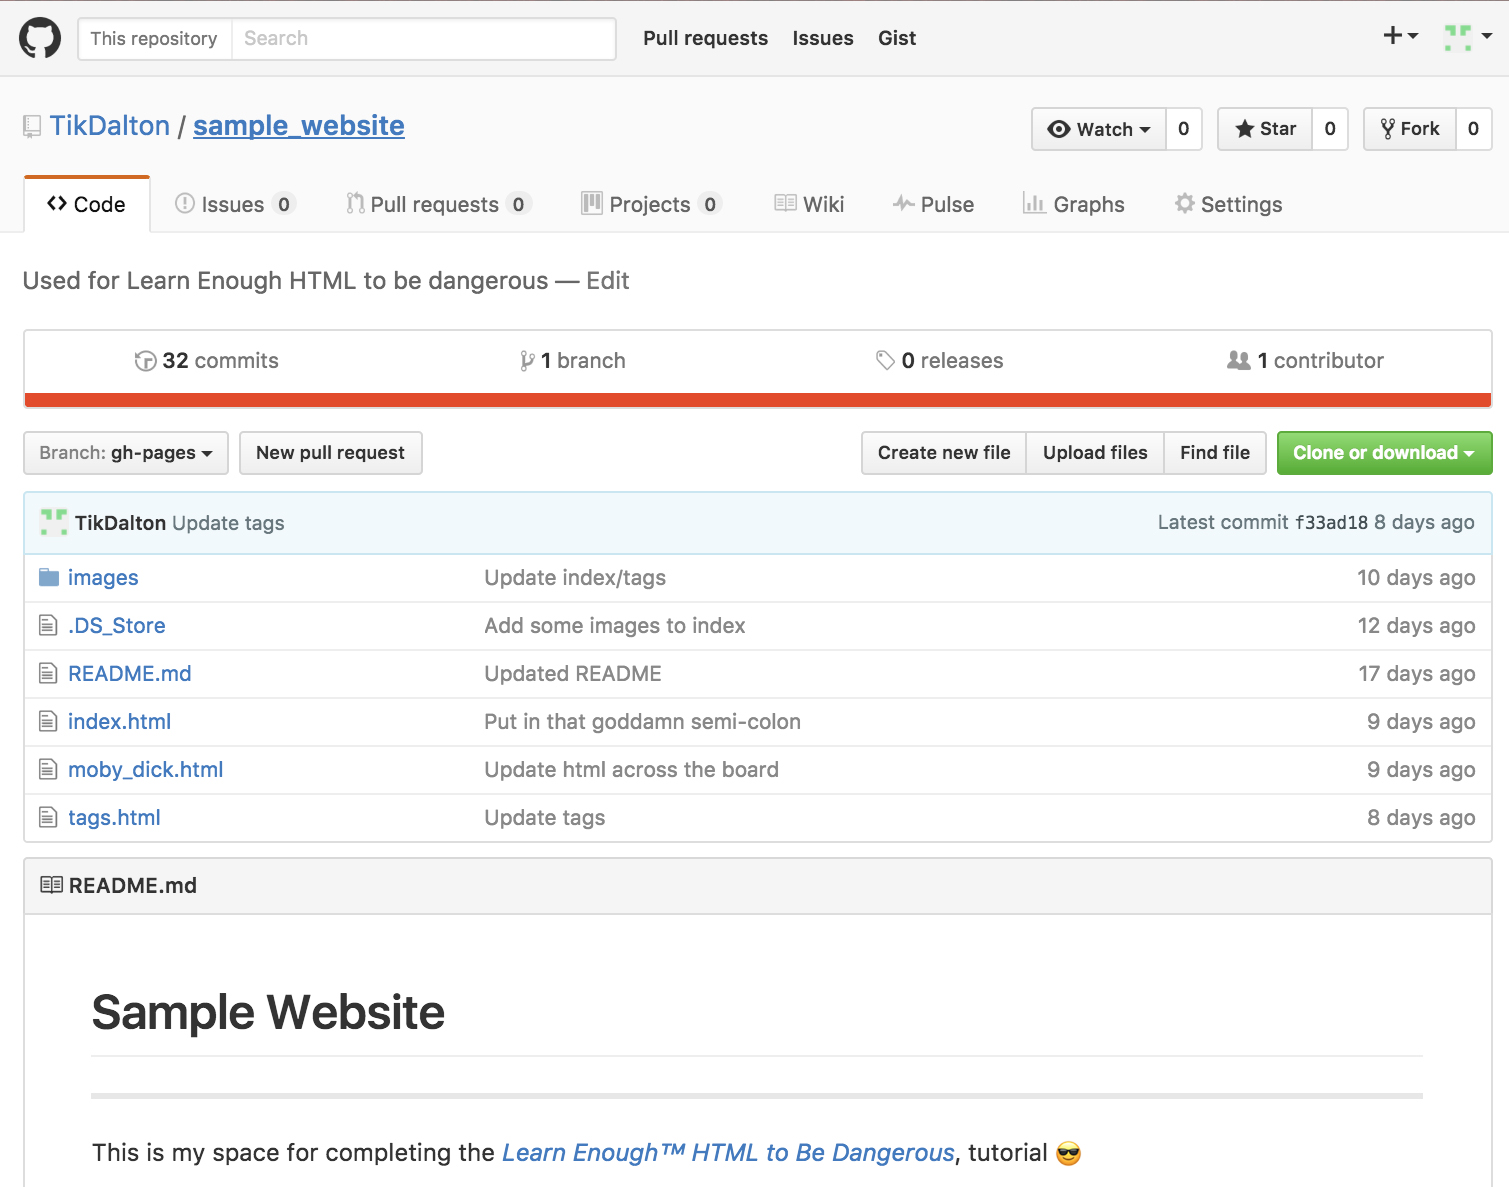 This repository Search Pull requests Issues Gist
TikDalton / sample_website Watch 0 Star 0 Fork 0
Code Issues 0 Pull requests 0 Projects 0 Wiki Pulse Graphs Settings
Used for Learn Enough HTML to be dangerous — Edit
32 commits 1 branch 0 releases 1 contributor
Branch: gh-pages New pull request Create new file Upload files Find file Clone or download
TikDalton Update tags Latest commit f33ad18 8 days ago
images Update index/tags 10 days ago
.DS_Store Add some images to index 12 days ago
README.md Updated README 17 days ago
index.html Put in that goddamn semi-colon 9 days ago
moby_dick.html Update html across the board 9 days ago
tags.html Update tags 8 days ago
README.md
Sample Website
This is my space for completing the Learn Enough™ HTML to Be Dangerous, tutorial 😎